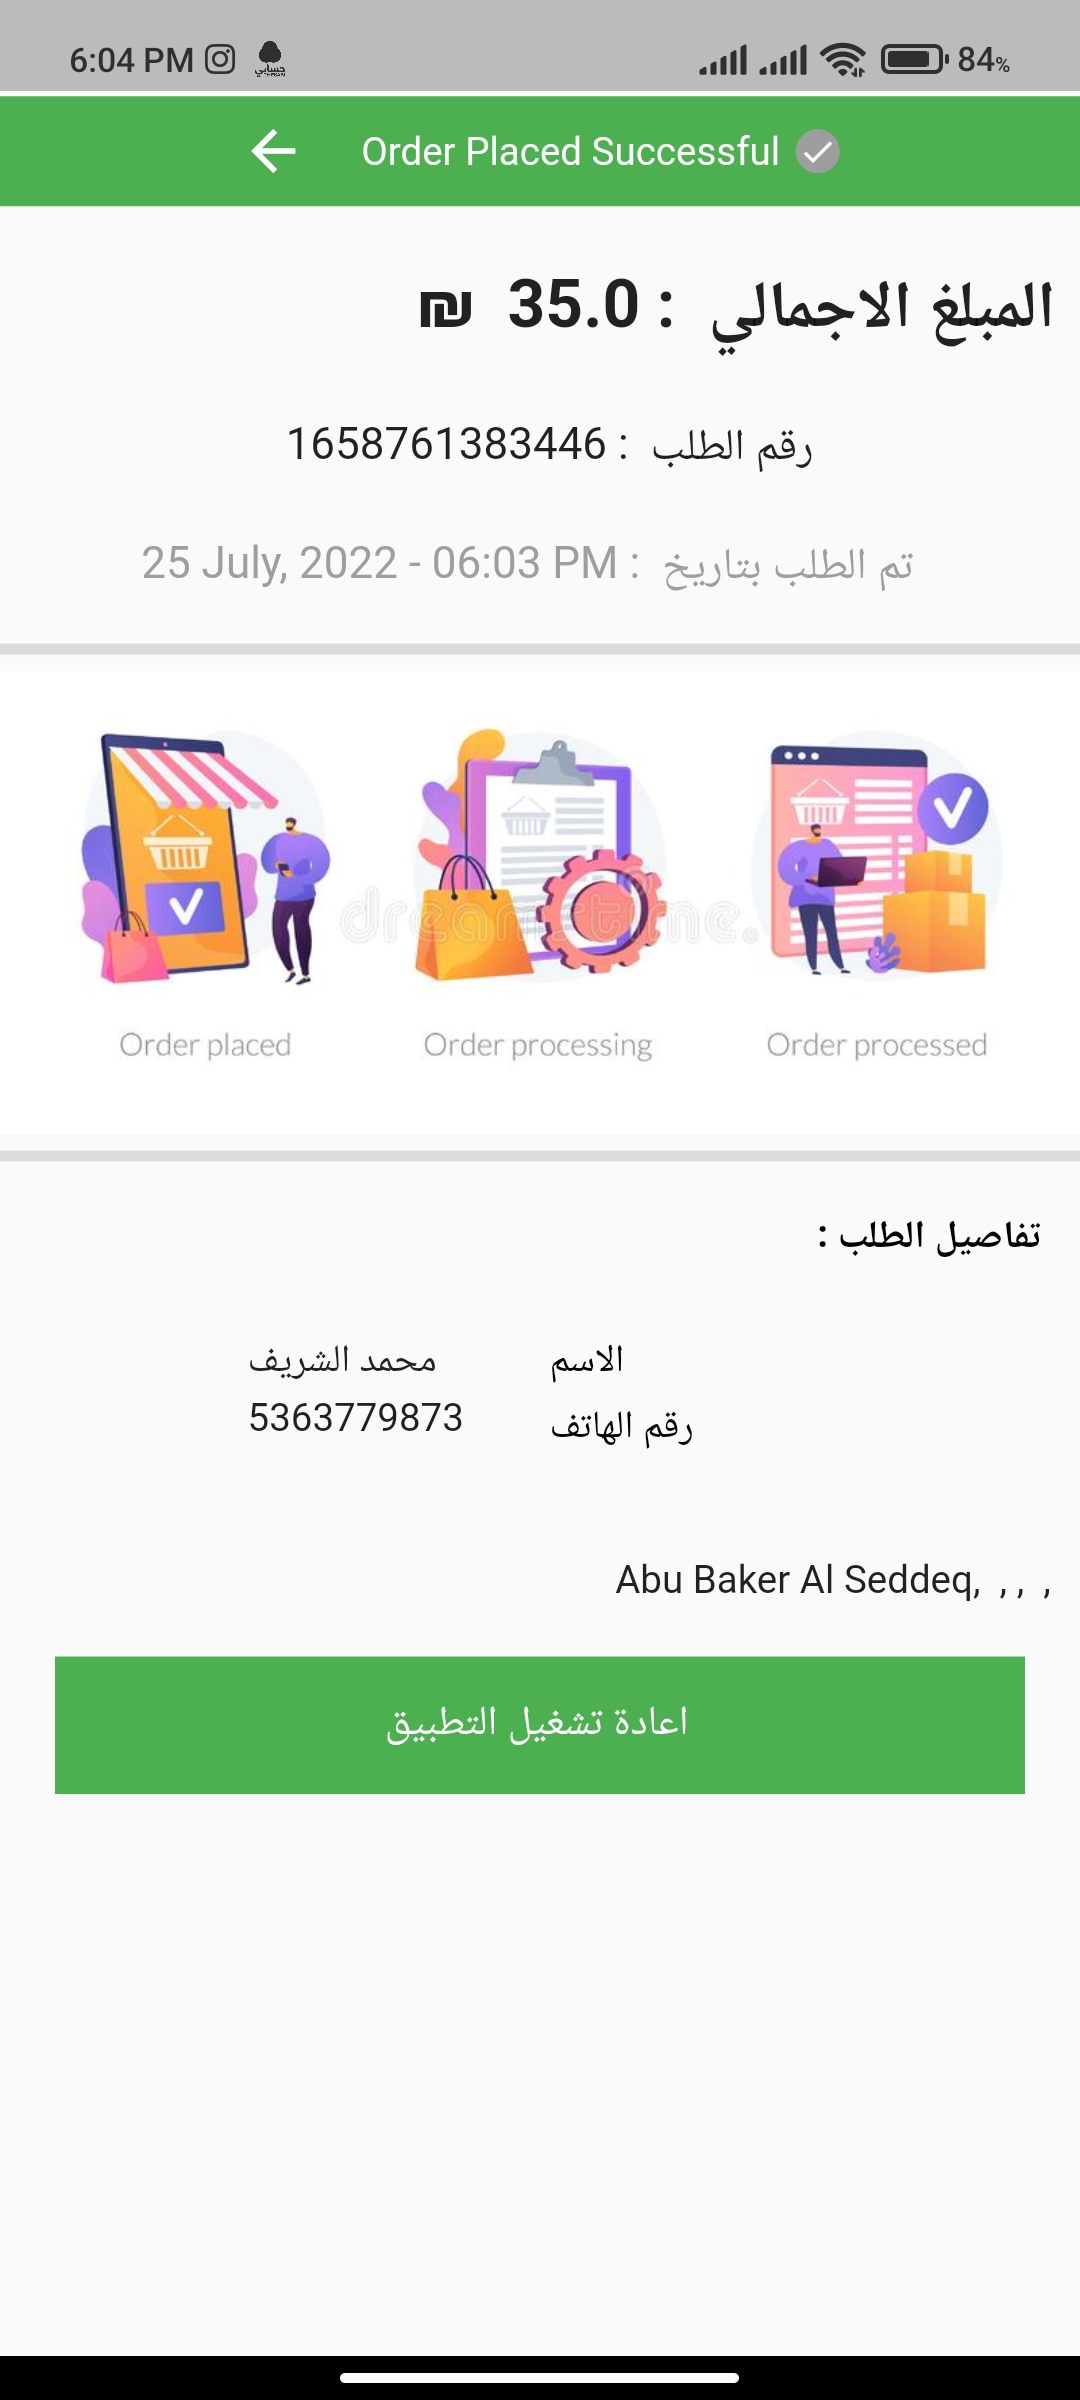 6:04 PM حسابي 84%
Order Placed Successful
المبلغ الاجمالي : 35.0 ₪
رقم الطلب : 1658761383446
تم الطلب بتاريخ : 25 July, 2022 - 06:03 PM
dreamstime.
Order placed Order processing Order processed
تفاصيل الطلب :
الاسم محمد الشريف
رقم الهاتف 5363779873
Abu Baker Al Seddeq, , , ,
اعادة تشغيل التطبيق